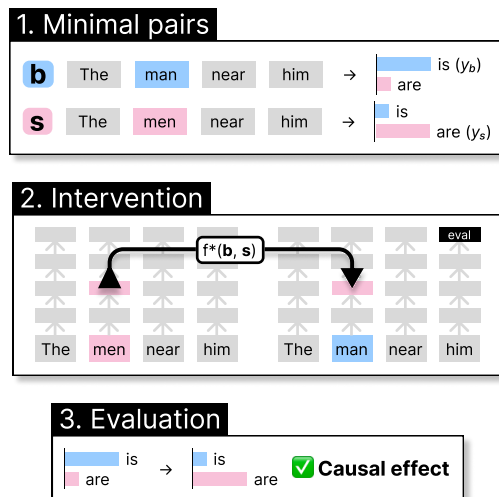 1. Minimal pairs
b The man near him → is (y_b)
are
s The men near him → is
are (y_s)
2. Intervention
eval
f*(b, s)
The men near him The man near him
3. Evaluation
is → is
are are
✅ Causal effect